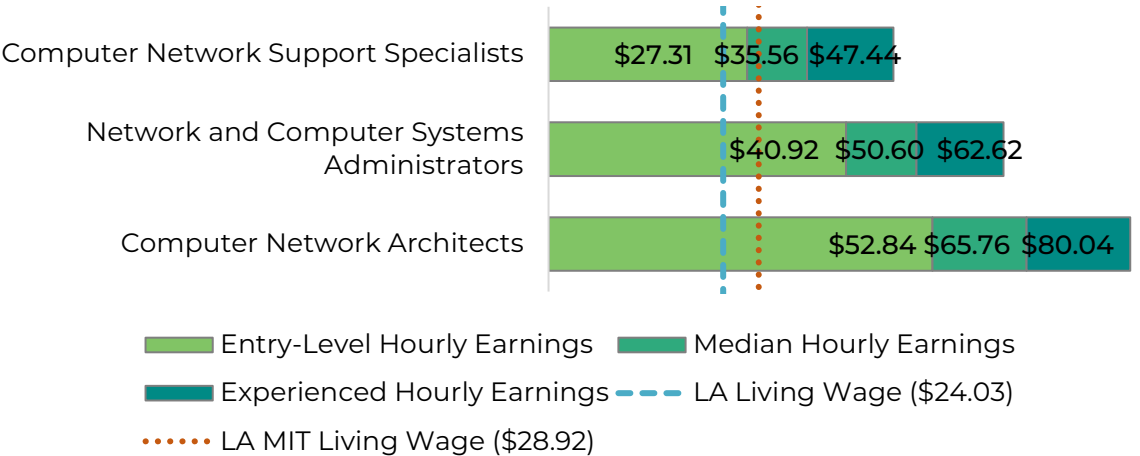 Computer Network Support Specialists
$27.31 $35.56 $47.44
Network and Computer Systems
Administrators
$40.92 $50.60 $62.62
Computer Network Architects
$52.84 $65.76 $80.04
Entry-Level Hourly Earnings
Median Hourly Earnings
Experienced Hourly Earnings
LA Living Wage ($24.03)
LA MIT Living Wage ($28.92)